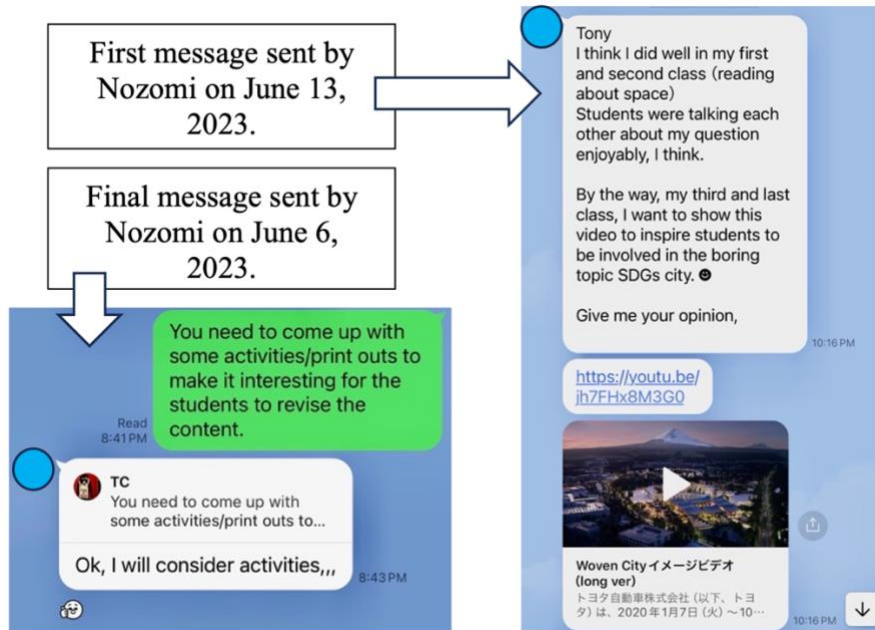 First message sent by
Nozomi on June 13,
2023.
Final message sent by
Nozomi on June 6,
2023.
You need to come up with
some activities/print outs to
make it interesting for the
students to revise the
content.
Read
8:41 PM
TC
You need to come up with
some activities/print outs to...
Ok, I will consider activities,,,
8:43 PM
Tony
I think I did well in my first
and second class (reading
about space)
Students were talking each
other about my question
enjoyably, I think.
By the way, my third and last
class, I want to show this
video to inspire students to
be involved in the boring
topic SDGs city. ☻
Give me your opinion,
10:16 PM
https://youtu.be/
jh7FHx8M3G0
Woven City イメージビデオ
(long ver)
トヨタ自動車株式会社 (以下、トヨ
タ) は、2020年1月7日 (火) ~10…
10:16 PM